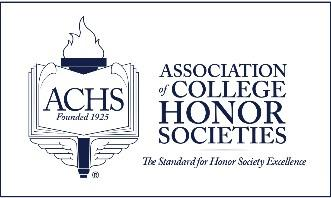 ACHS
Founded 1925
®
ASSOCIATION
of COLLEGE
HONOR
SOCIETIES
The Standard for Honor Society Excellence